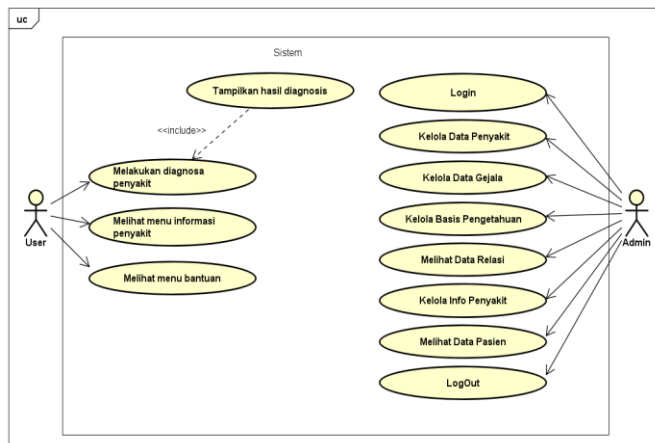 uc
Sistem
Tampilkan hasil diagnosis
<<include>>
Melakukan diagnosa
penyakit
Melihat menu informasi
penyakit
Melihat menu bantuan
User
Login
Kelola Data Penyakit
Kelola Data Gejala
Kelola Basis Pengetahuan
Melihat Data Relasi
Kelola Info Penyakit
Melihat Data Pasien
LogOut
Admin